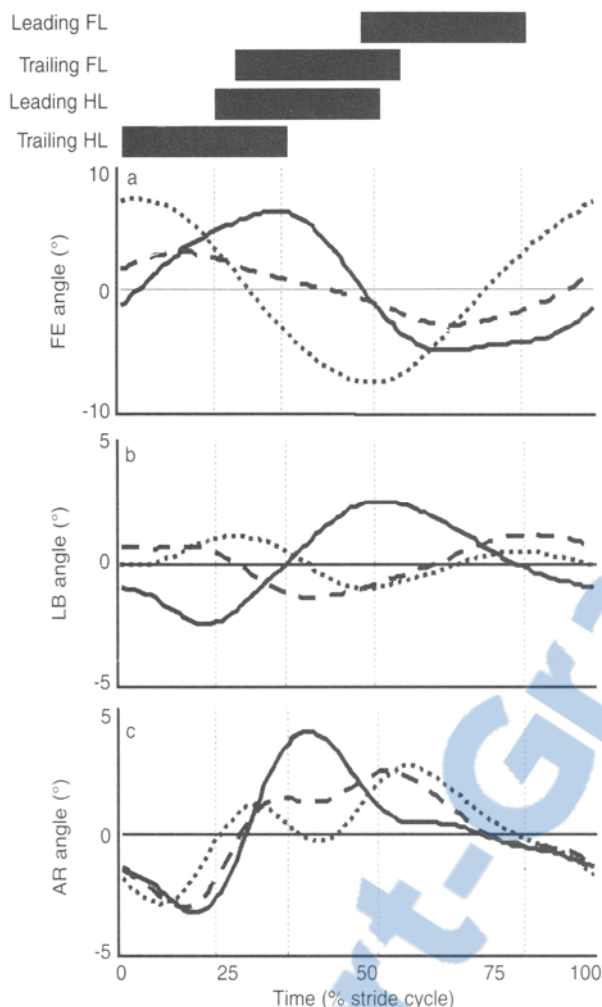 Leading FL
Trailing FL
Leading HL
Trailing HL
10
a
FE angle (°)
0
-10
5
b
LB angle (°)
0
-5
5
c
AR angle (°)
0
-5
0 25 50 75 100
Time (% stride cycle)